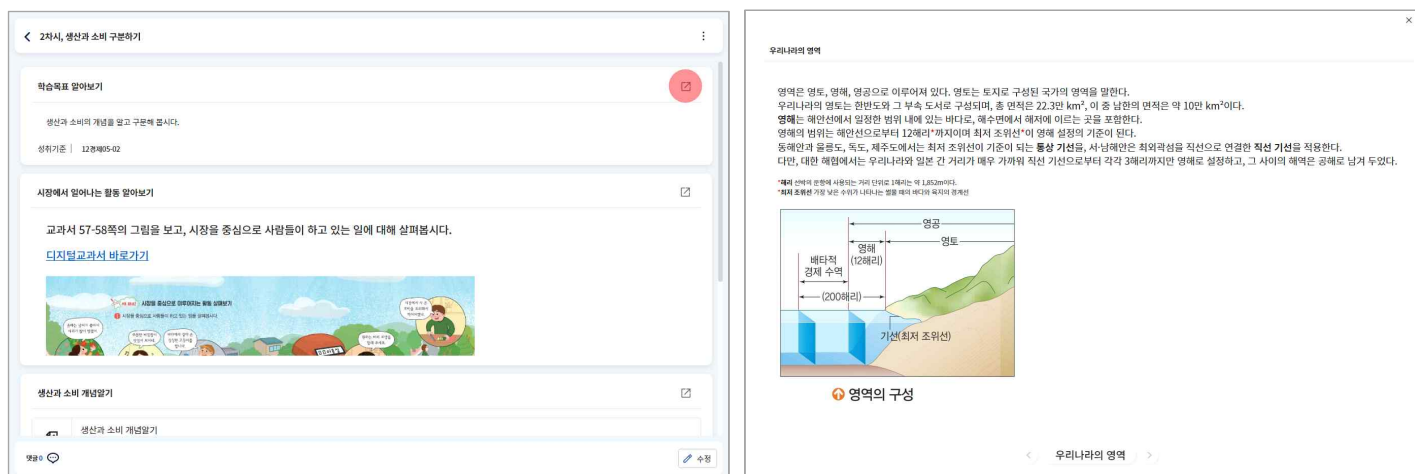 2차시, 생산과 소비 구분하기
학습목표 알아보기
생산과 소비의 개념을 알고 구분해 봅시다.
성취기준 | 12경제05-02
시장에서 일어나는 활동 알아보기
교과서 57-58쪽의 그림을 보고, 시장을 중심으로 사람들이 하고 있는 일에 대해 살펴봅시다.
디지털교과서 바로가기
시장을 중심으로 이루어지는 활동 살펴보기
생산과 소비 개념알기
생산과 소비 개념알기
댓글0
수정
우리나라의 영역
영역은 영토, 영해, 영공으로 이루어져 있다. 영토는 토지로 구성된 국가의 영역을 말한다.
우리나라의 영토는 한반도와 그 부속 도서로 구성되며, 총 면적은 22.3만 km², 이 중 남한의 면적은 약 10만 km²이다.
영해는 해안선에서 일정한 범위 내에 있는 바다로, 해수면에서 해저에 이르는 곳을 포함한다.
영해의 범위는 해안선으로부터 12해리*까지이며 최저 조위선*이 영해 설정의 기준이 된다.
동해안과 울릉도, 독도, 제주도에서는 최저 조위선이 기준이 되는 통상 기선을, 서·남해안은 최외곽섬을 직선으로 연결한 직선 기선을 적용한다.
다만, 대한 해협에서는 우리나라와 일본 간 거리가 매우 가까워 직선 기선으로부터 각각 3해리까지만 영해로 설정하고, 그 사이의 해역은 공해로 남겨 두었다.
*해리 선박의 운항에 사용되는 거리 단위로 1해리는 약 1,852m이다.
*최저 조위선 가장 낮은 수위가 나타나는 썰물 때의 바다와 육지의 경계선
영공
영해
(12해리)
영토
배타적
경제 수역
(200해리)
기선(최저 조위선)
영역의 구성
우리나라의 영역